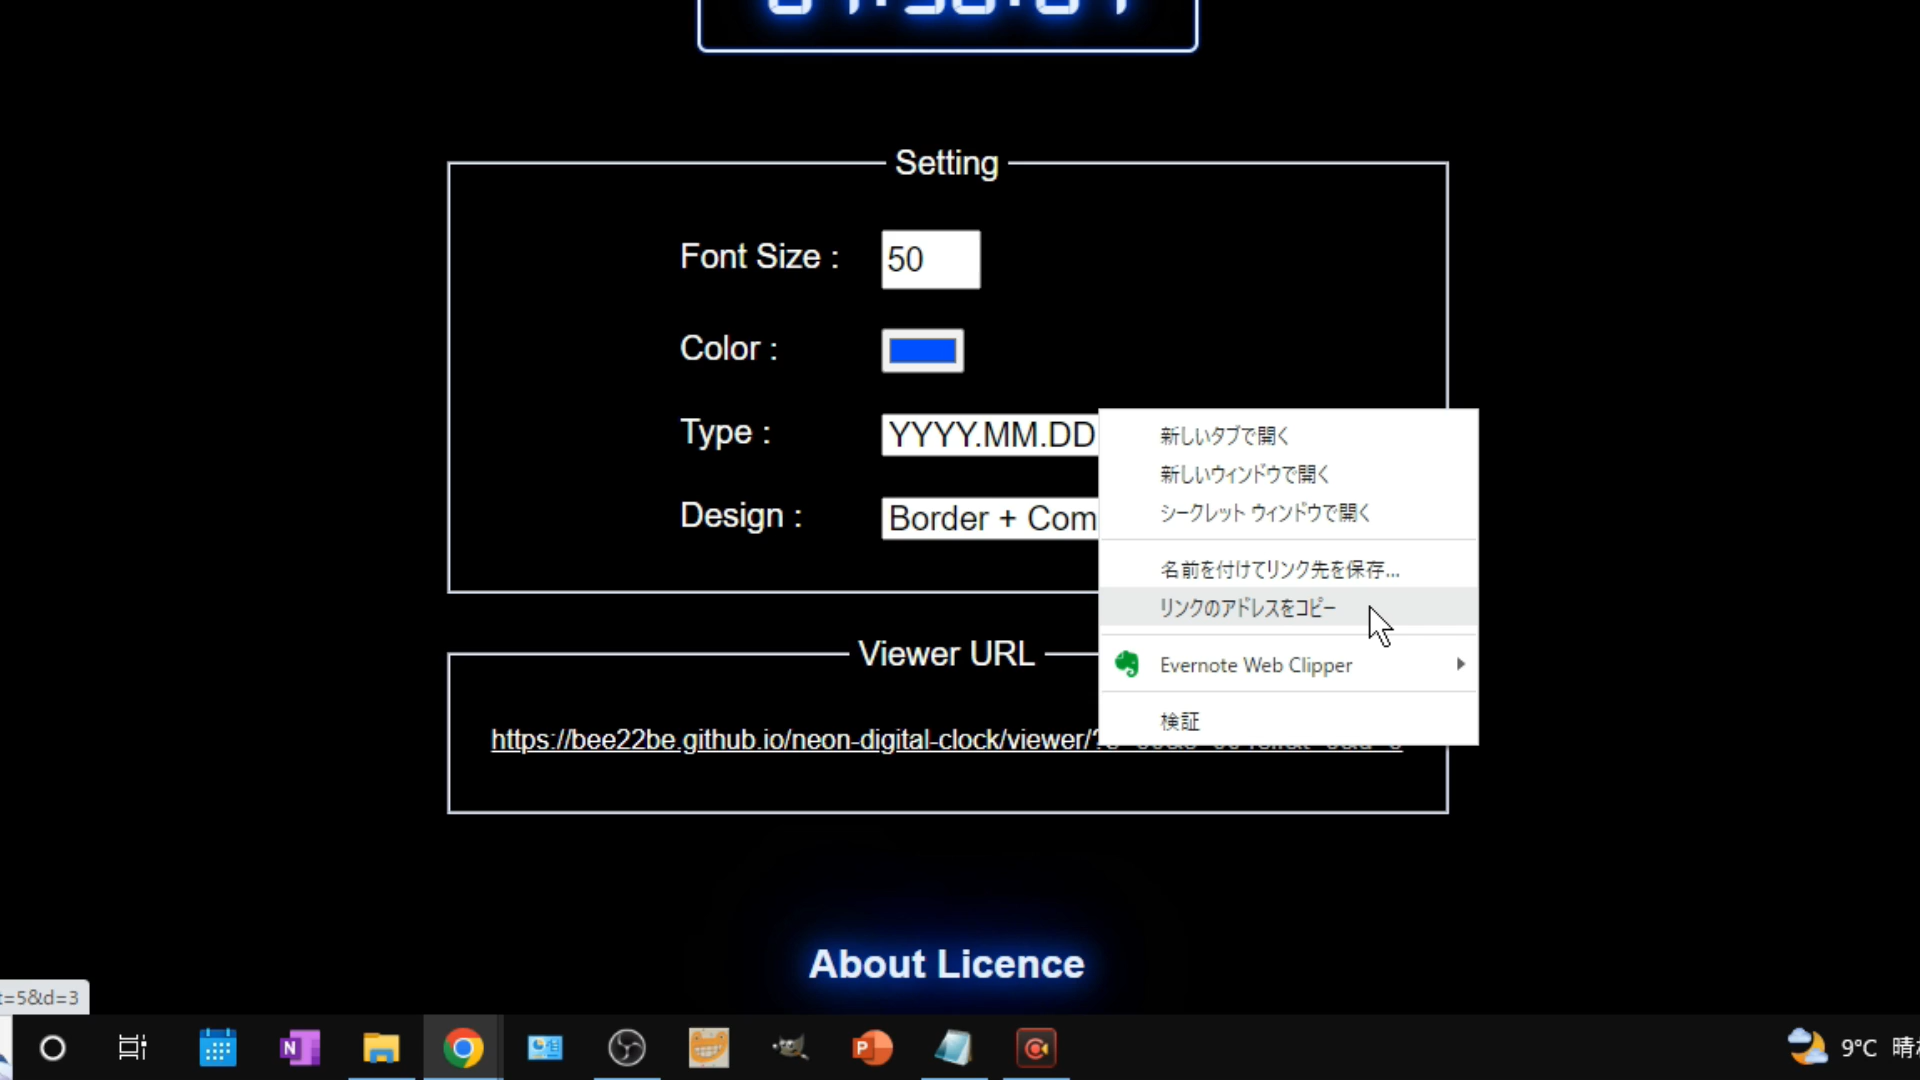 Setting
Font Size :
50
Color :
Type :
YYYY.MM.DD
Design :
Border + Com
新しいタブで開く
新しいウィンドウで開く
シークレット ウィンドウで開く
名前を付けてリンク先を保存...
リンクのアドレスをコピー
Evernote Web Clipper
検証
Viewer URL
https://bee22be.github.io/neon-digital-clock/viewer/?
About Licence
t=5&d=3
9°C 晴